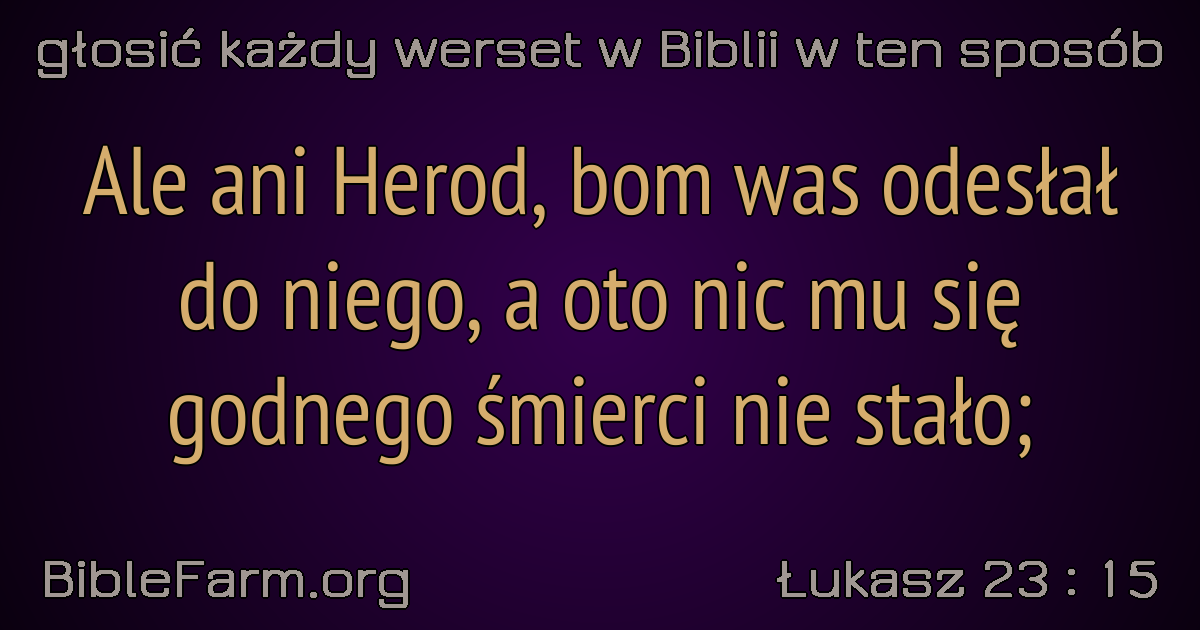 głosić każdy werset w Biblii w ten sposób
Ale ani Herod, bom was odesłał
do niego, a oto nic mu się
godnego śmierci nie stało;
BibleFarm.org
Łukasz 23 : 15